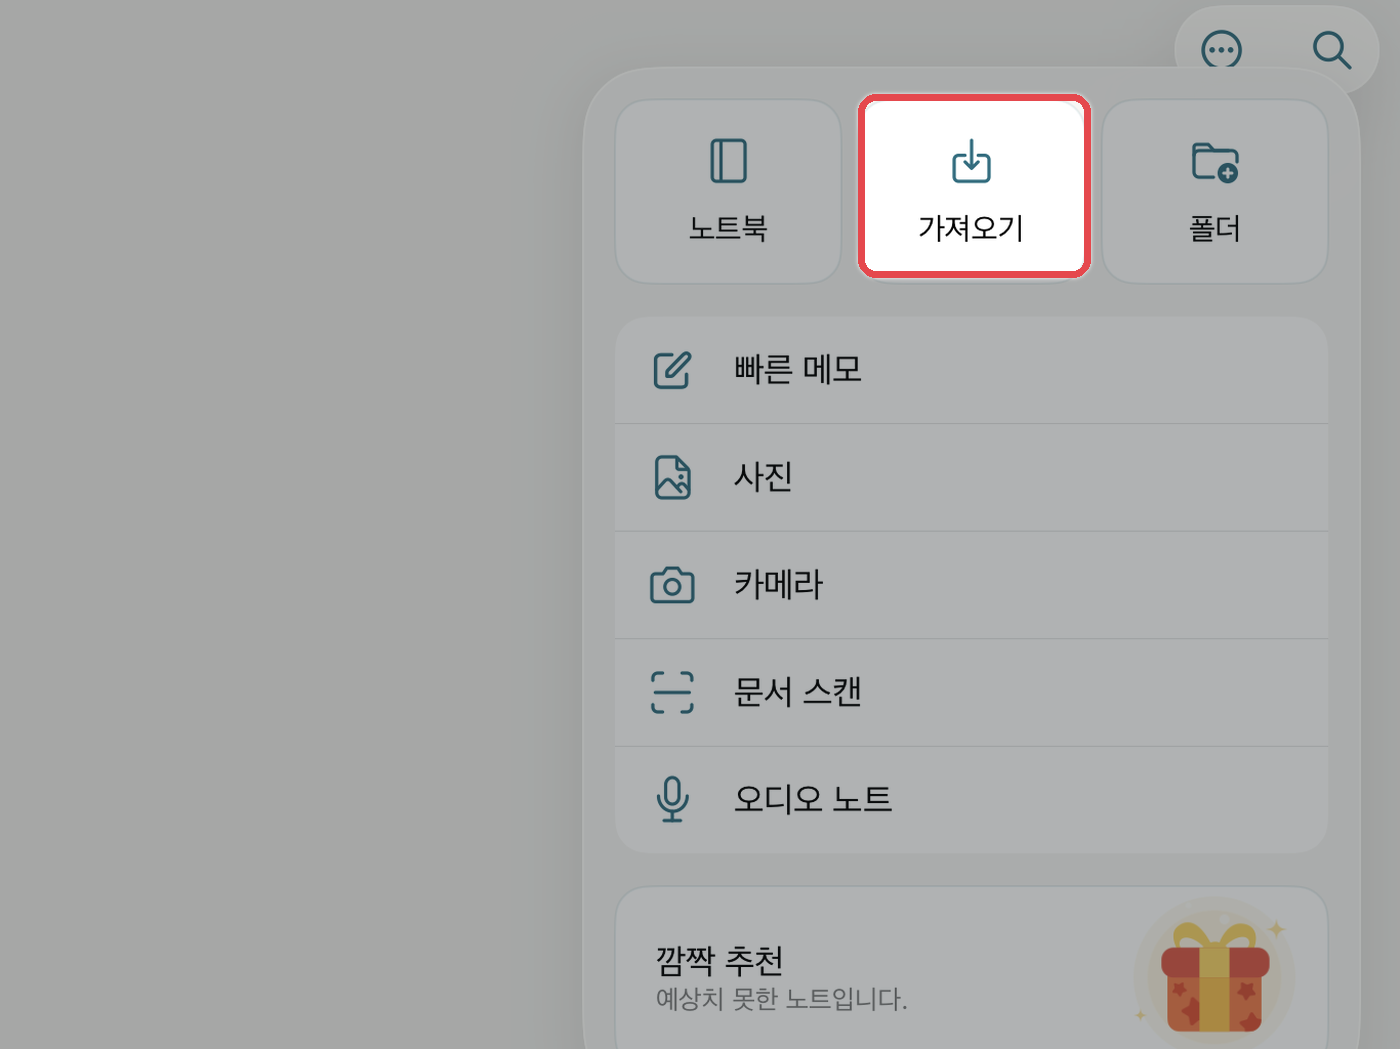 노트북
가져오기
폴더
빠른 메모
사진
카메라
문서 스캔
오디오 노트
깜짝 추천
예상치 못한 노트입니다.